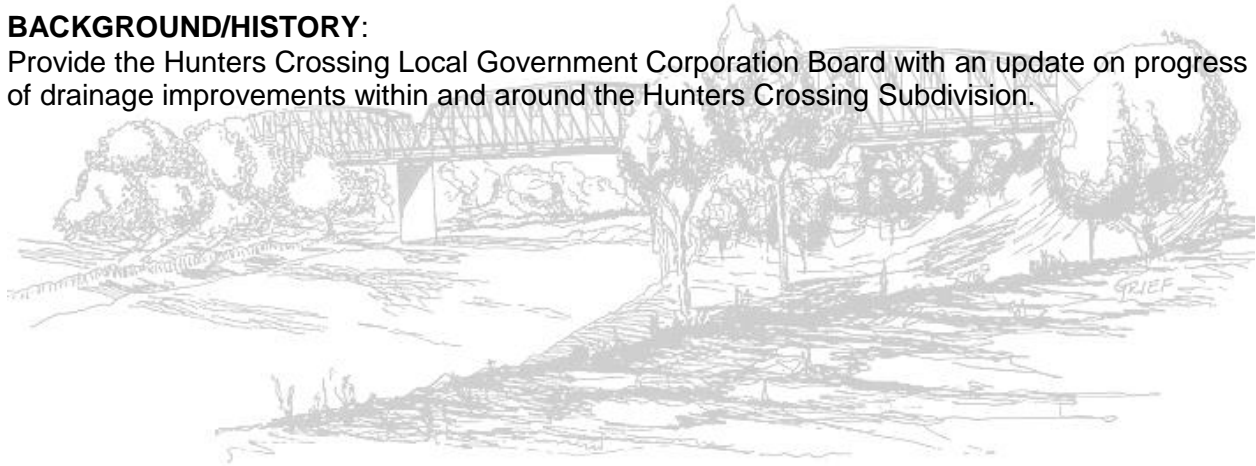 BACKGROUND/HISTORY:
Provide the Hunters Crossing Local Government Corporation Board with an update on progress
of drainage improvements within and around the Hunters Crossing Subdivision.
GRIEF